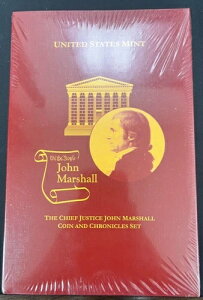 UNITED STATES MINT
We the People
John
Marshall
THE CHIEF JUSTICE JOHN MARSHALL
COIN AND CHRONICLES SET